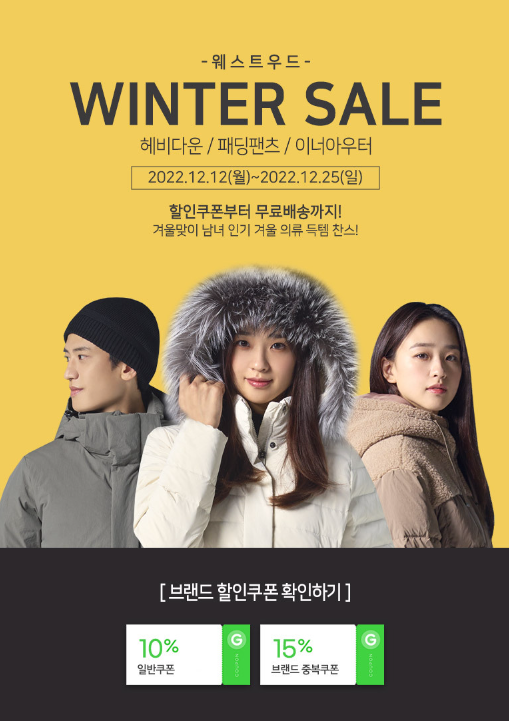 -웨스트우드-
WINTER SALE
헤비다운 / 패딩팬츠 / 이너아우터
2022.12.12(월)~2022.12.25(일)
할인쿠폰부터 무료배송까지!
겨울맞이 남녀 인기 겨울 의류 득템 찬스!
[ 브랜드 할인쿠폰 확인하기 ]
10%
일반쿠폰
G
COUPON
15%
브랜드 중복쿠폰
G
COUPON